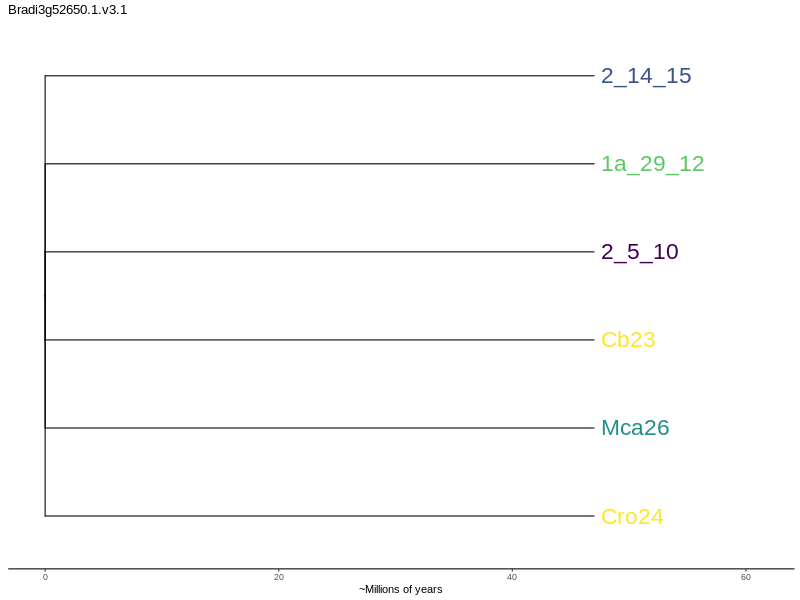 Bradi3g52650.1.v3.1
2_14_15
1a_29_12
2_5_10
Cb23
Mca26
Cro24
0 20 40 60
~Millions of years